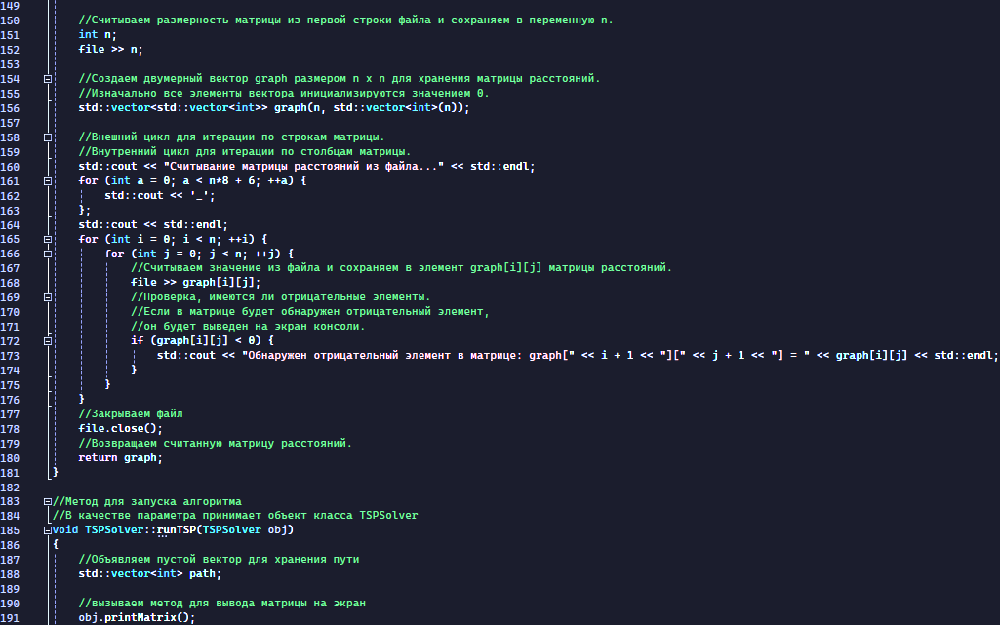 149
150 //Считываем размерность матрицы из первой строки файла и сохраняем в переменную n.
151 int n;
152 file >> n;
153
154 //Создаем двумерный вектор graph размером n x n для хранения матрицы расстояний.
155 //Изначально все элементы вектора инициализируются значением 0.
156 std::vector<std::vector<int>> graph(n, std::vector<int>(n));
157
158 //Внешний цикл для итерации по строкам матрицы.
159 //Внутренний цикл для итерации по столбцам матрицы.
160 std::cout << "Считывание матрицы расстояний из файла..." << std::endl;
161 for (int a = 0; a < n*8 + 6; ++a) {
162 std::cout << '_';
163 };
164 std::cout << std::endl;
165 for (int i = 0; i < n; ++i) {
166 for (int j = 0; j < n; ++j) {
167 //Считываем значение из файла и сохраняем в элемент graph[i][j] матрицы расстояний.
168 file >> graph[i][j];
169 //Проверка, имеются ли отрицательные элементы.
170 //Если в матрице будет обнаружен отрицательный элемент,
171 //он будет выведен на экран консоли.
172 if (graph[i][j] < 0) {
173 std::cout << "Обнаружен отрицательный элемент в матрице: graph[" << i + 1 << "][" << j + 1 << "] = " << graph[i][j] << std::endl;
174 }
175 }
176 }
177 //Закрываем файл
178 file.close();
179 //Возвращаем считанную матрицу расстояний.
180 return graph;
181 }
182
183 //Метод для запуска алгоритма
184 //В качестве параметра принимает объект класса TSPSolver
185 void TSPSolver::runTSP(TSPSolver obj)
186 {
187 //Объявляем пустой вектор для хранения пути
188 std::vector<int> path;
189
190 //вызываем метод для вывода матрицы на экран
191 obj.printMatrix();